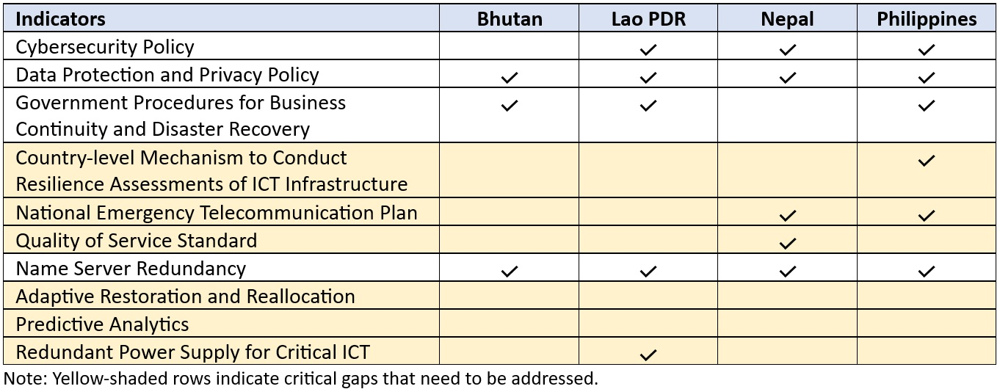 Indicators Bhutan Lao PDR Nepal Philippines
Cybersecurity Policy ✓ ✓ ✓
Data Protection and Privacy Policy ✓ ✓ ✓ ✓
Government Procedures for Business ✓ ✓ ✓
Continuity and Disaster Recovery
Country-level Mechanism to Conduct ✓
Resilience Assessments of ICT Infrastructure
National Emergency Telecommunication Plan ✓ ✓
Quality of Service Standard ✓
Name Server Redundancy ✓ ✓ ✓ ✓
Adaptive Restoration and Reallocation
Predictive Analytics
Redundant Power Supply for Critical ICT ✓
Note: Yellow-shaded rows indicate critical gaps that need to be addressed.